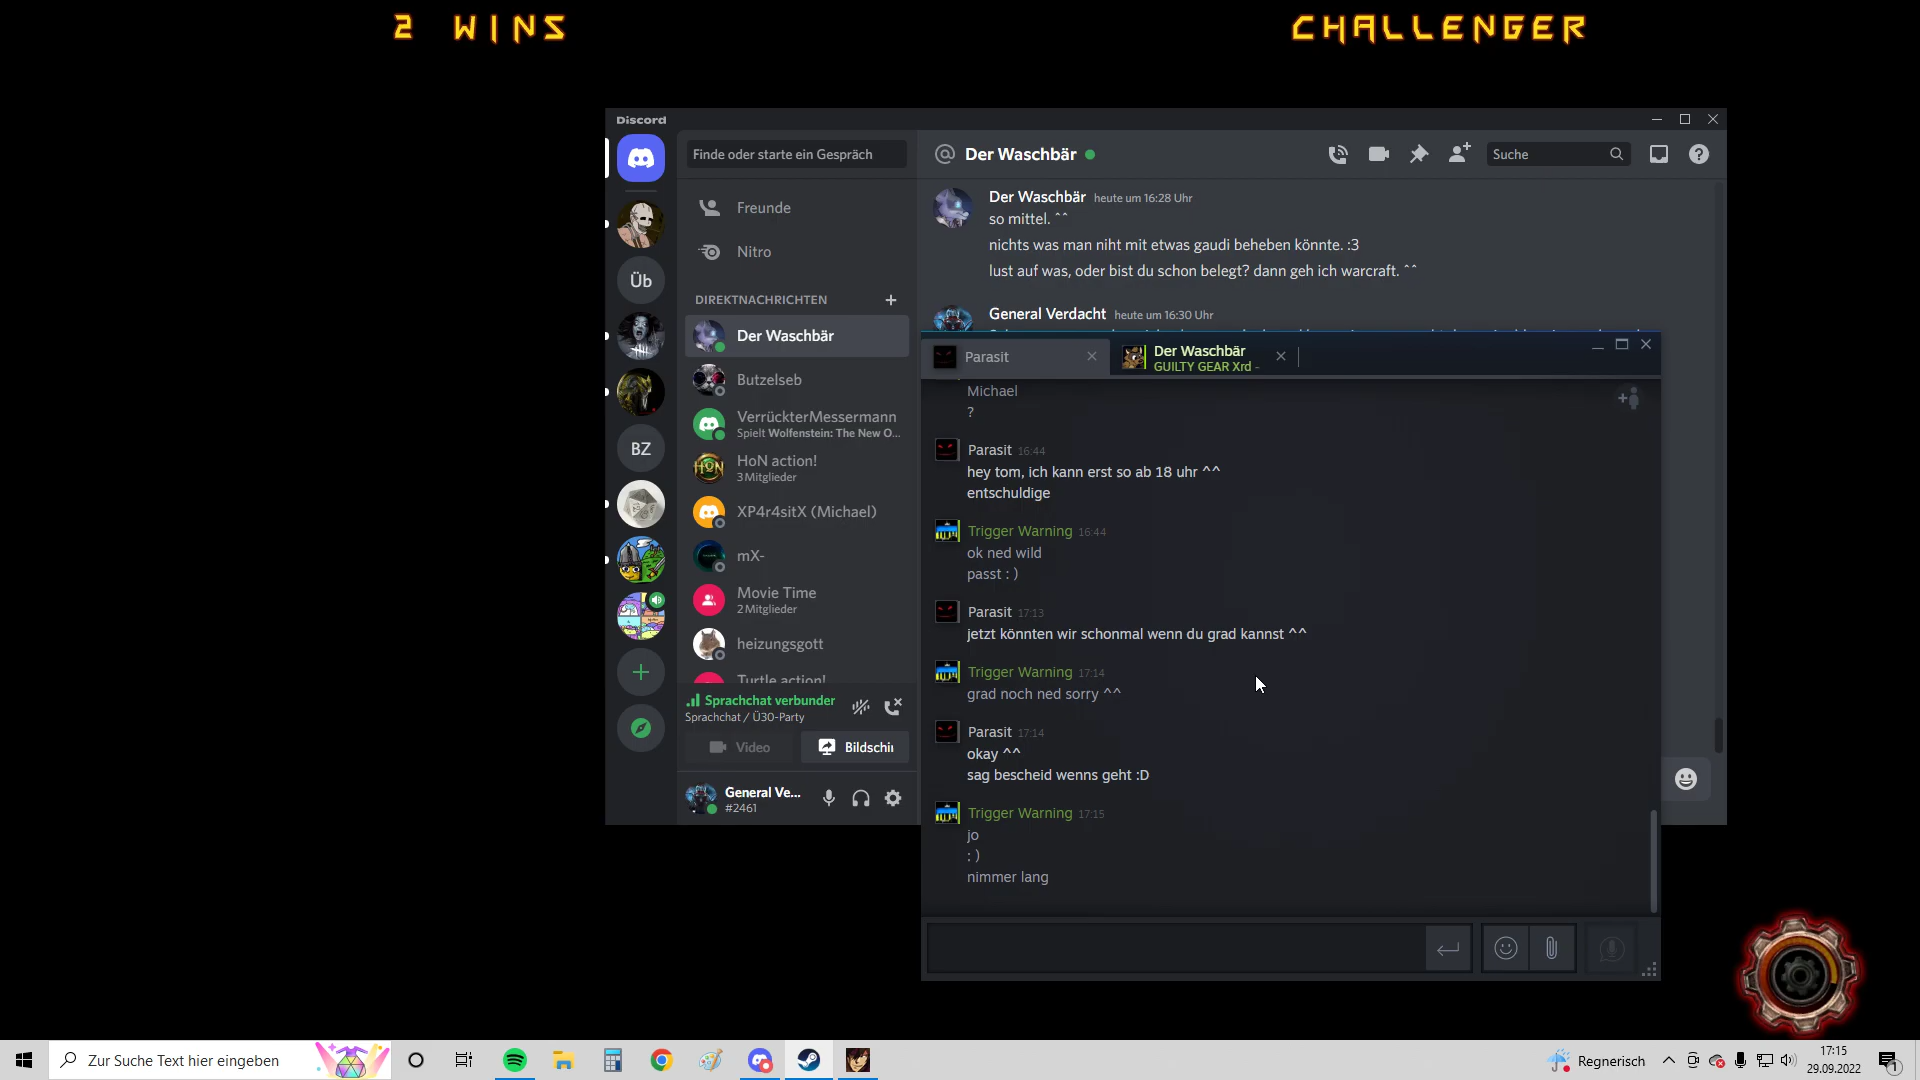 2 WINS
CHALLENGER
Discord
Finde oder starte ein Gespräch
Freunde
Nitro
DIREKTNACHRICHTEN
Der Waschbär
Butzelseb
VerrückterMessermann
Spielt Wolfenstein: The New O...
HoN action!
3 Mitglieder
XP4r4sitX (Michael)
mX-
Movie Time
2 Mitglieder
heizungsgott
Turtle action!
Üb
BZ
Sprachchat verbunden
Sprachchat / Ü30-Party
Video
Bildschi
General Ve...
#2461
Der Waschbär
Suche
Der Waschbär heute um 16:28 Uhr
so mittel. ^^
nichts was man niht mit etwas gaudi beheben könnte. :3
lust auf was, oder bist du schon belegt? dann geh ich warcraft. ^^
General Verdacht heute um 16:30 Uhr
Parasit
Der Waschbär
GUILTY GEAR Xrd -
Michael
?
Parasit 16:44
hey tom, ich kann erst so ab 18 uhr ^^
entschuldige
Trigger Warning 16:44
ok ned wild
passt : )
Parasit 17:13
jetzt könnten wir schonmal wenn du grad kannst ^^
Trigger Warning 17:14
grad noch ned sorry ^^
Parasit 17:14
okay ^^
sag bescheid wenns geht :D
Trigger Warning 17:15
jo
: )
nimmer lang
Zur Suche Text hier eingeben
Regnerisch
17:15
29.09.2022
1